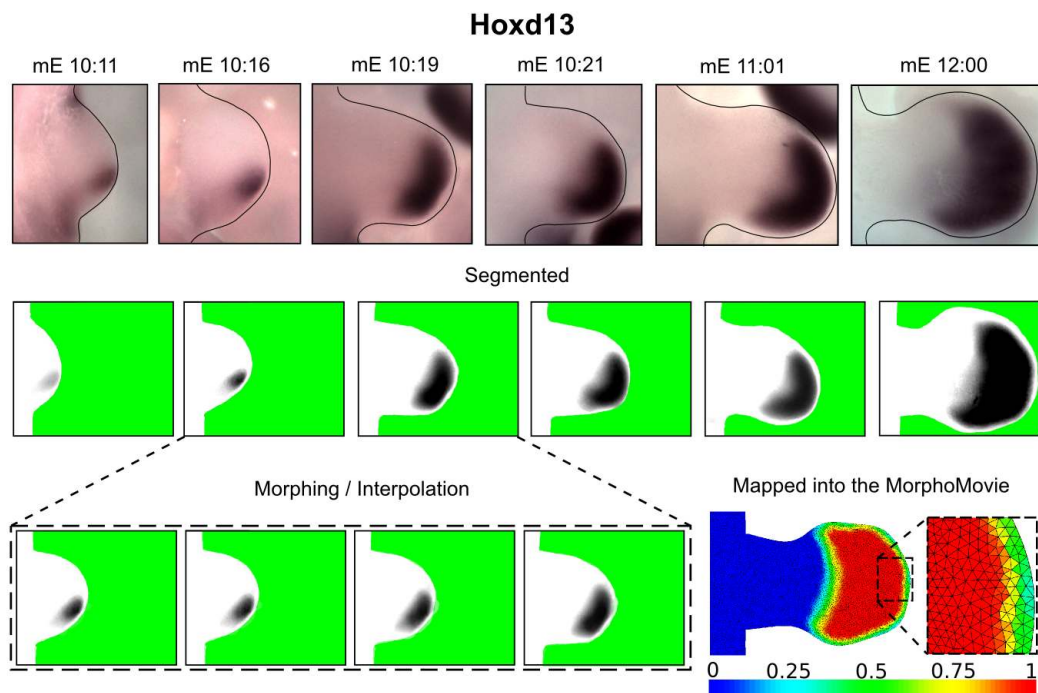 Hoxd13
mE 10:11 mE 10:16 mE 10:19 mE 10:21 mE 11:01 mE 12:00
Segmented
Morphing / Interpolation
Mapped into the MorphoMovie
0 0.25 0.5 0.75 1